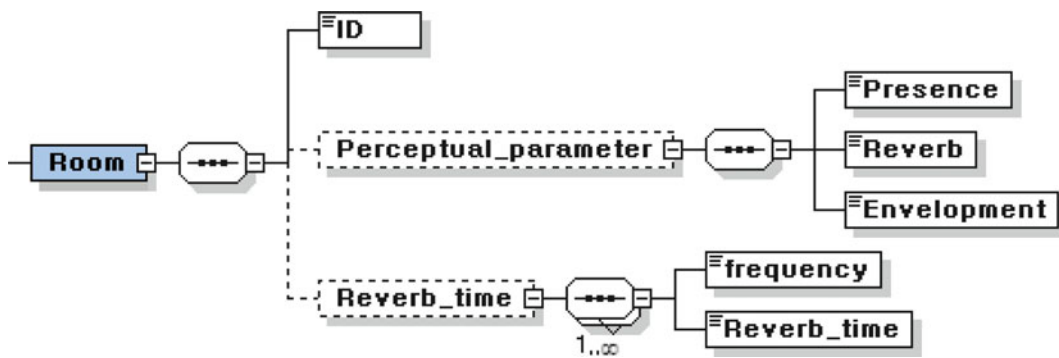 ID
Room
Perceptual_parameter
Presence
Reverb
Envelopment
Reverb_time
1..∞
frequency
Reverb_time